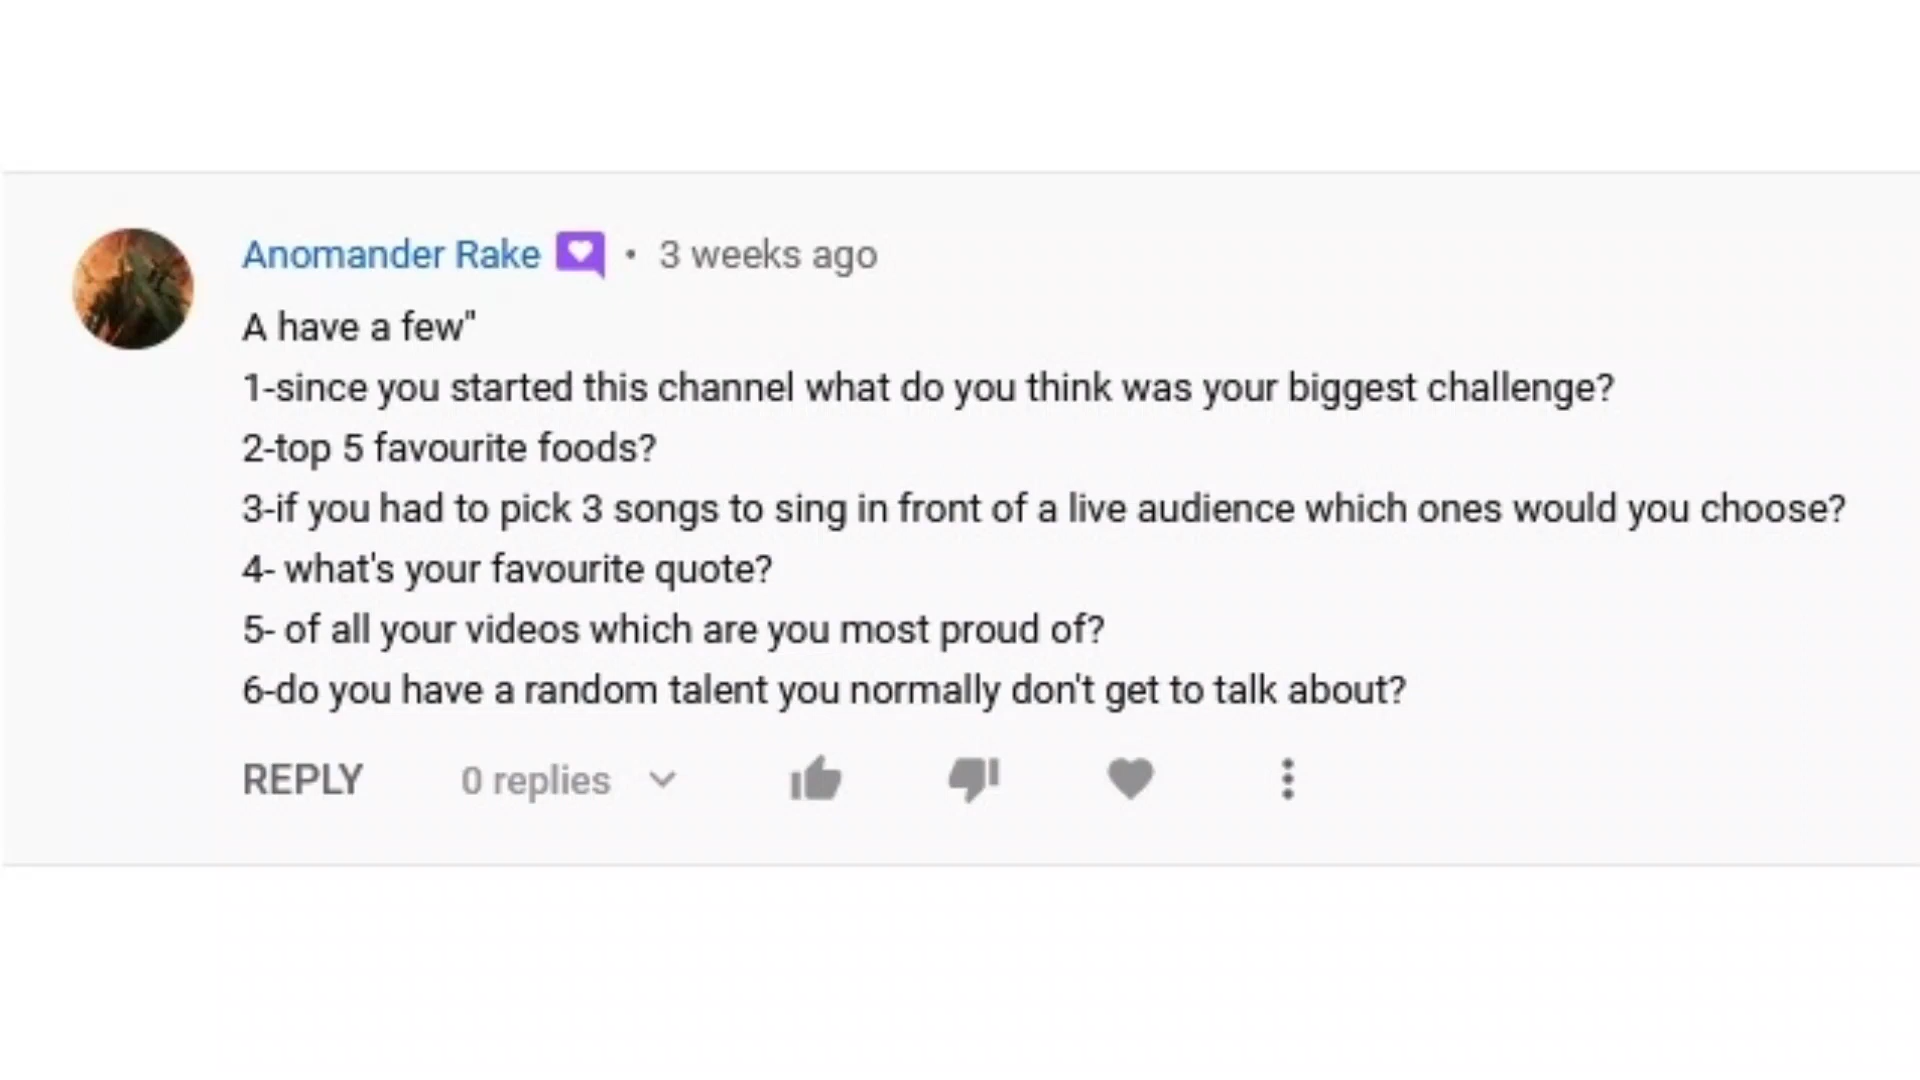 Anomander Rake • 3 weeks ago
A have a few"
1-since you started this channel what do you think was your biggest challenge?
2-top 5 favourite foods?
3-if you had to pick 3 songs to sing in front of a live audience which ones would you choose?
4- what's your favourite quote?
5- of all your videos which are you most proud of?
6-do you have a random talent you normally don't get to talk about?
REPLY 0 replies